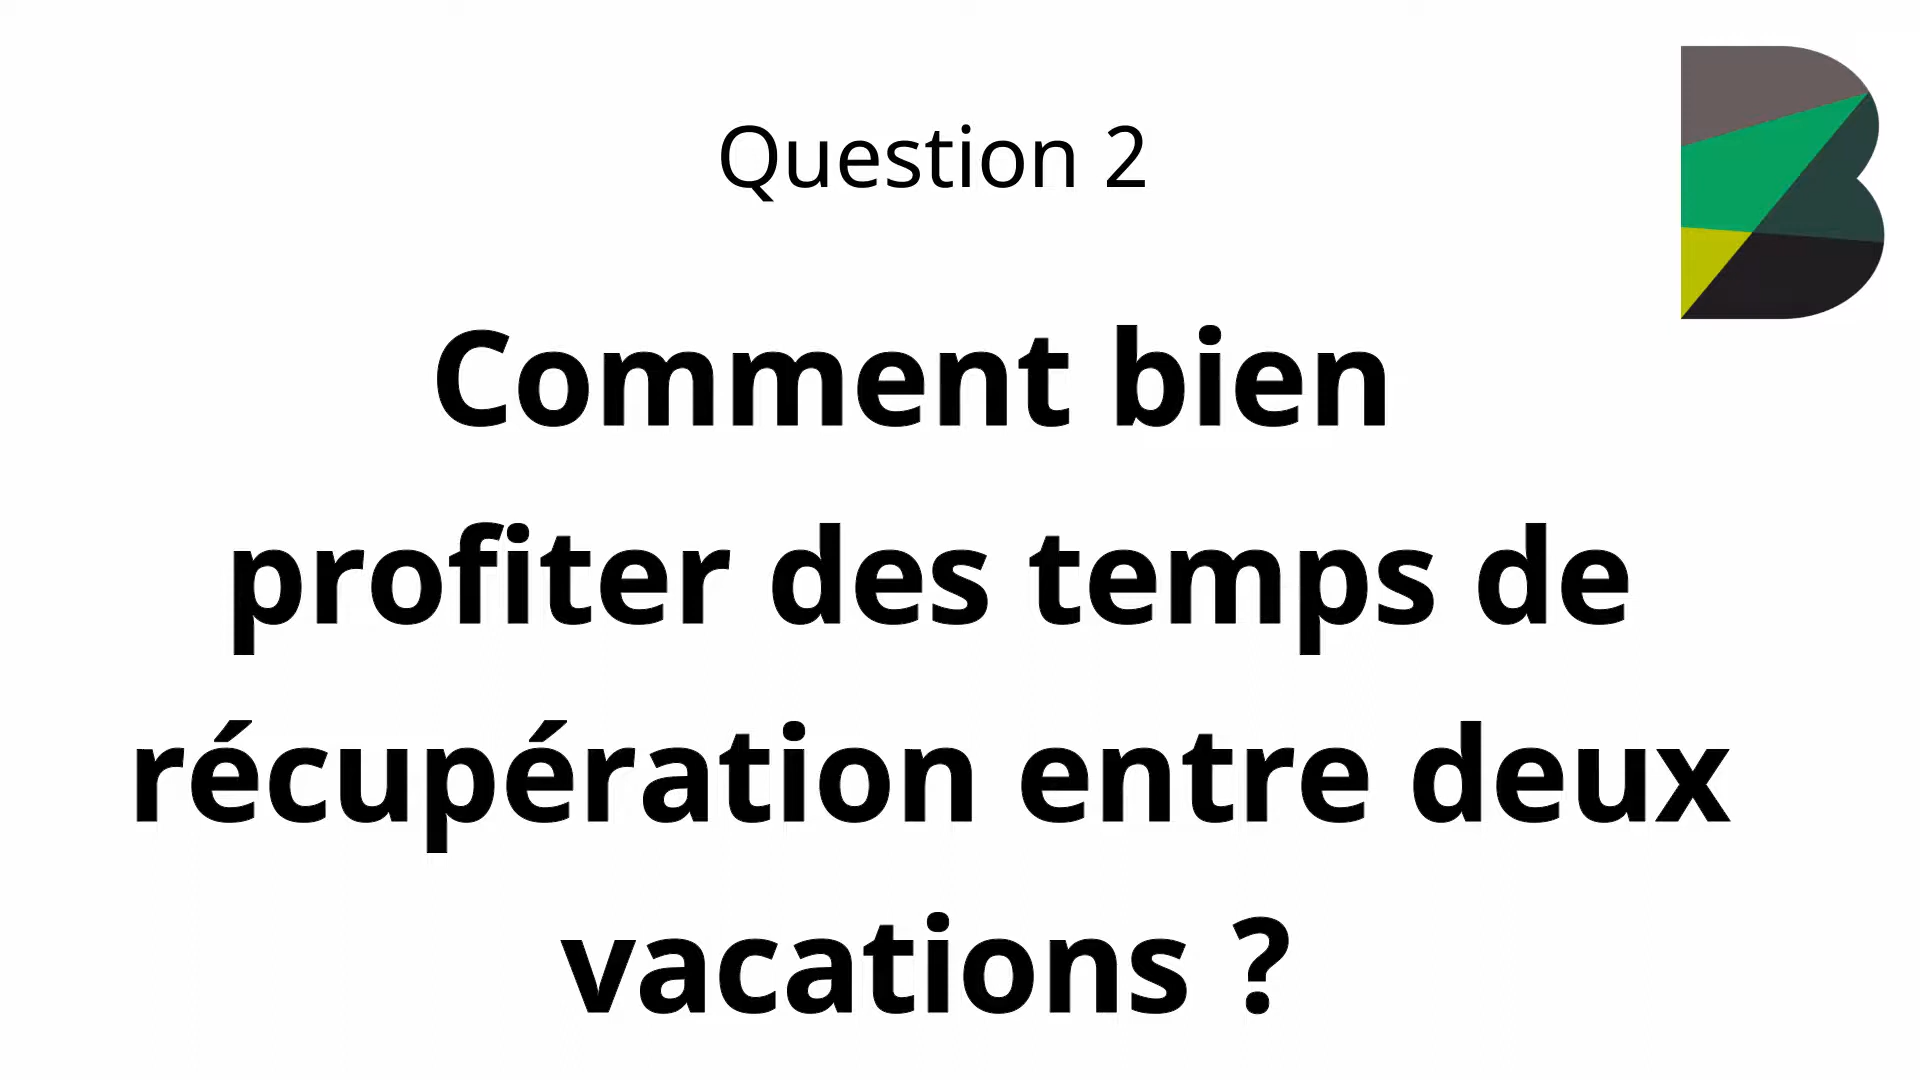 Question 2
Comment bien
profiter des temps de
récupération entre deux
vacations ?